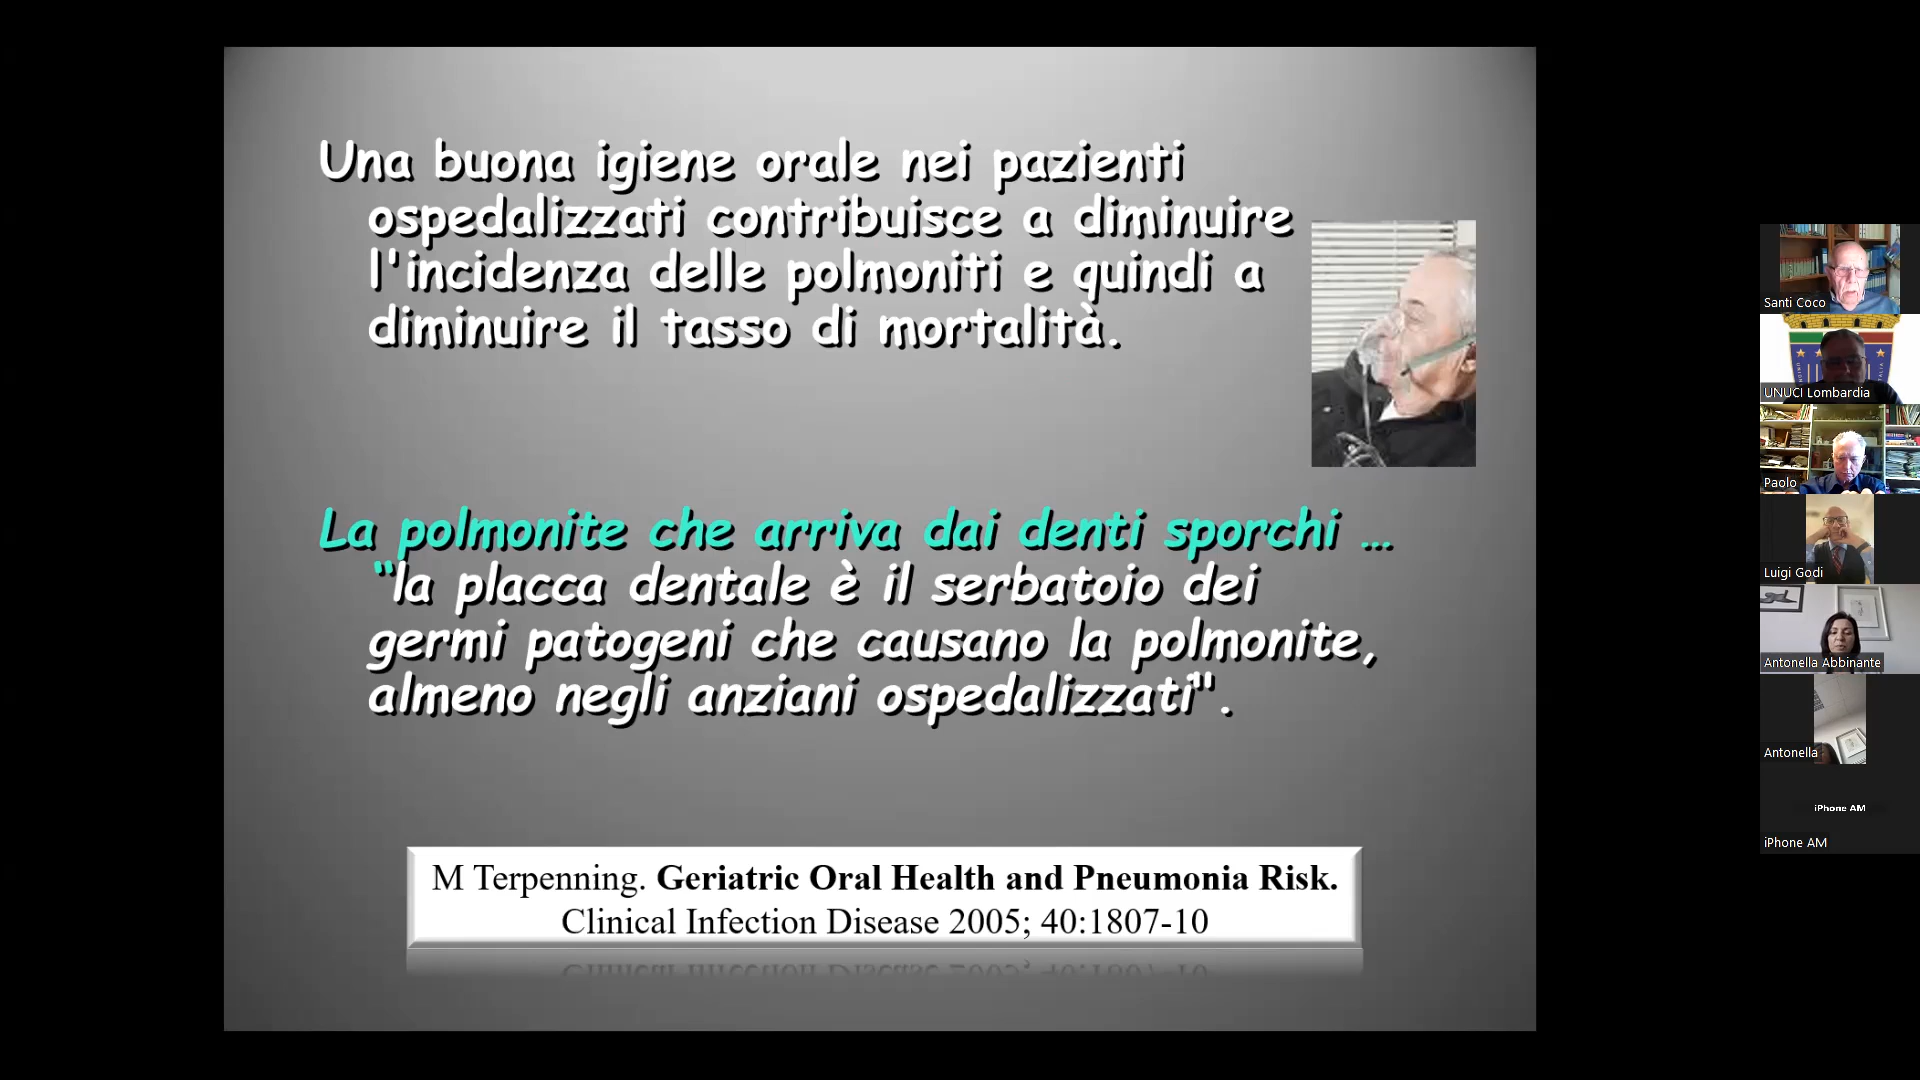 Una buona igiene orale nei pazienti
ospedalizzati contribuisce a diminuire
l'incidenza delle polmoniti e quindi a
diminuire il tasso di mortalità.
La polmonite che arriva dai denti sporchi ...
“la placca dentale è il serbatoio dei
germi patogeni che causano la polmonite,
almeno negli anziani ospedalizzati".
M Terpenning. Geriatric Oral Health and Pneumonia Risk.
Clinical Infection Disease 2005; 40:1807-10
Santi Coco
UNUCI Lombardia
Paolo
Luigi Godi
Antonella Abbinante
Antonella
iPhone AM
iPhone AM